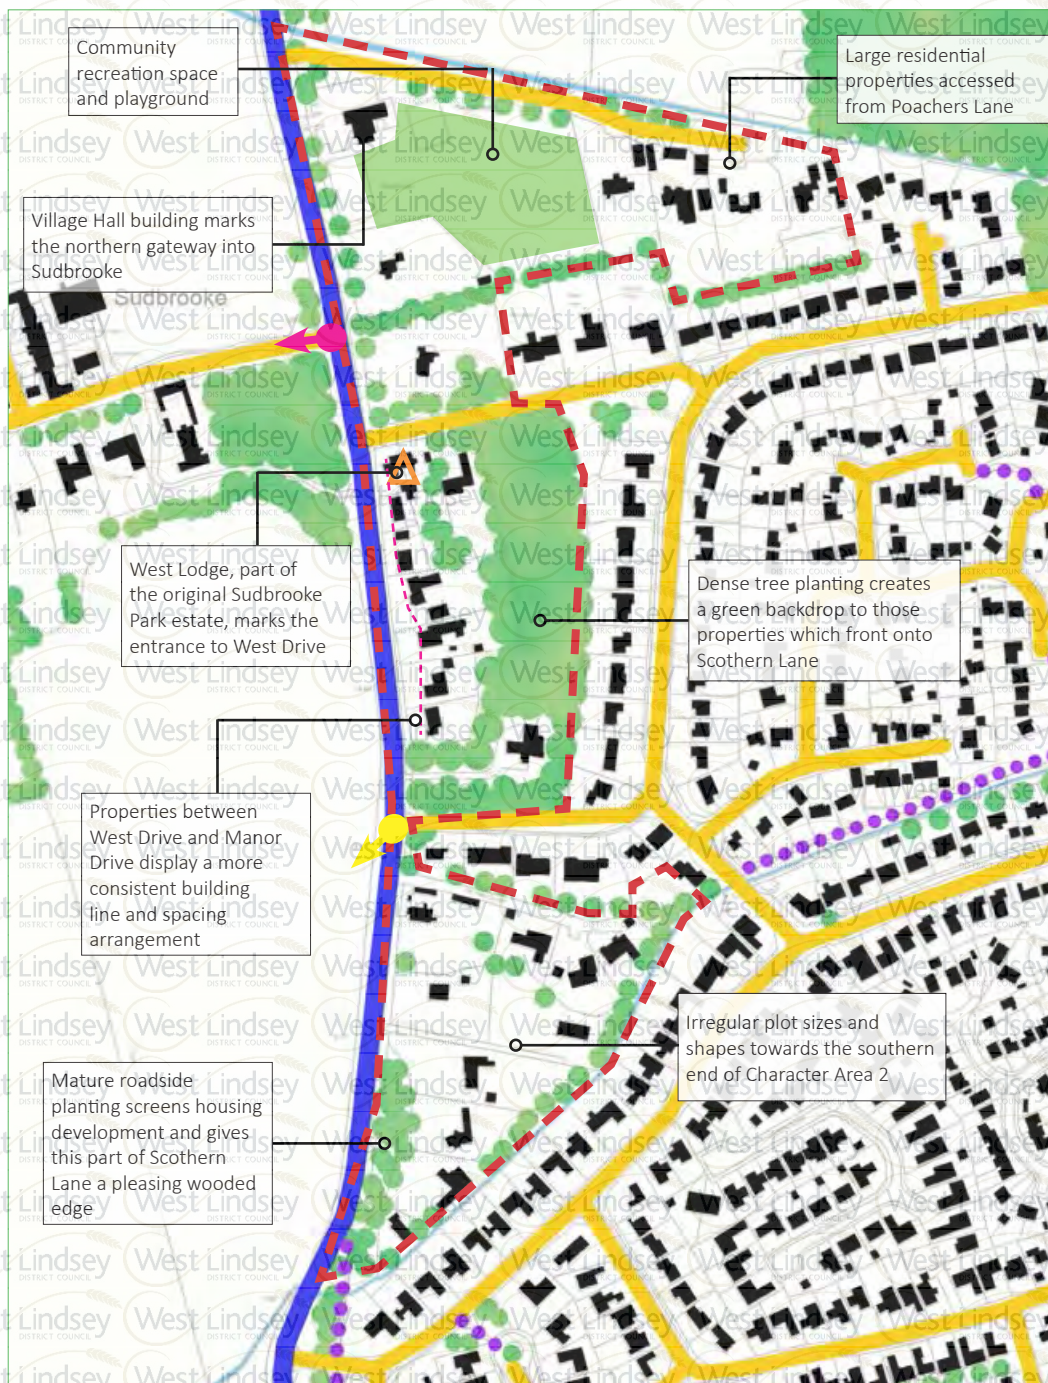 Community
recreation space
and playground
Large residential
properties accessed
from Poachers Lane
Village Hall building marks
the northern gateway into
Sudbrooke
Sudbrooke
West Lodge, part of
the original Sudbrooke
Park estate, marks the
entrance to West Drive
Dense tree planting creates
a green backdrop to those
properties which front onto
Scothern Lane
Properties between
West Drive and Manor
Drive display a more
consistent building
line and spacing
arrangement
Irregular plot sizes and
shapes towards the southern
end of Character Area 2
Mature roadside
planting screens housing
development and gives
this part of Scothern
Lane a pleasing wooded
edge
West Lindsey
DISTRICT COUNCIL